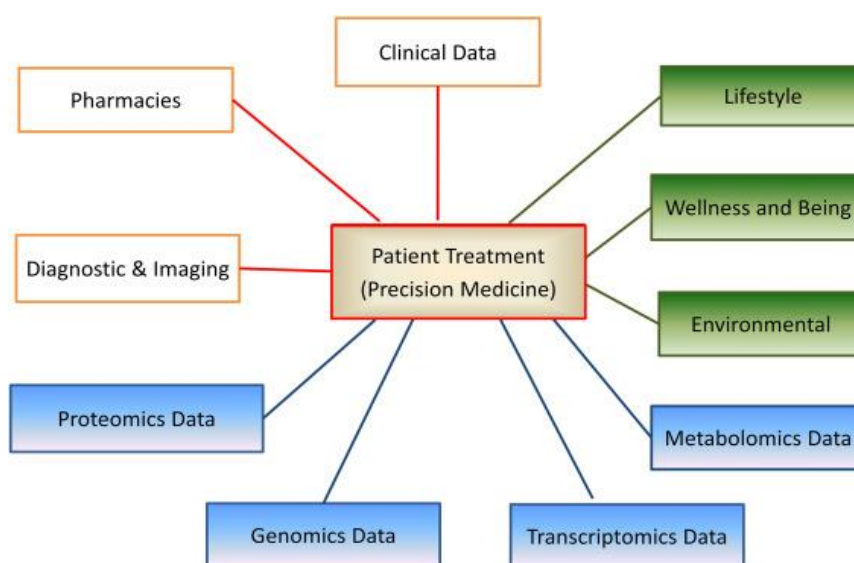 Clinical Data
Pharmacies
Lifestyle
Wellness and Being
Patient Treatment
(Precision Medicine)
Diagnostic & Imaging
Environmental
Proteomics Data
Metabolomics Data
Genomics Data
Transcriptomics Data